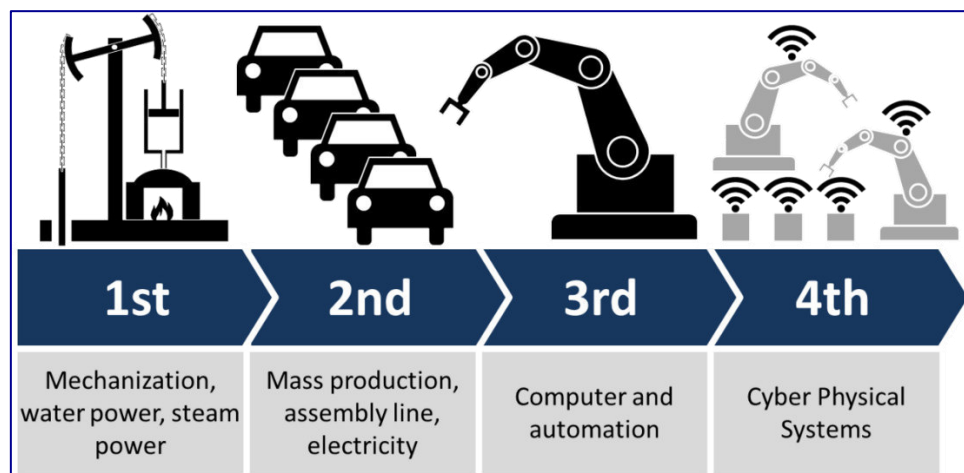 1st
2nd
3rd
4th
Mechanization,
water power, steam
power
Mass production,
assembly line,
electricity
Computer and
automation
Cyber Physical
Systems